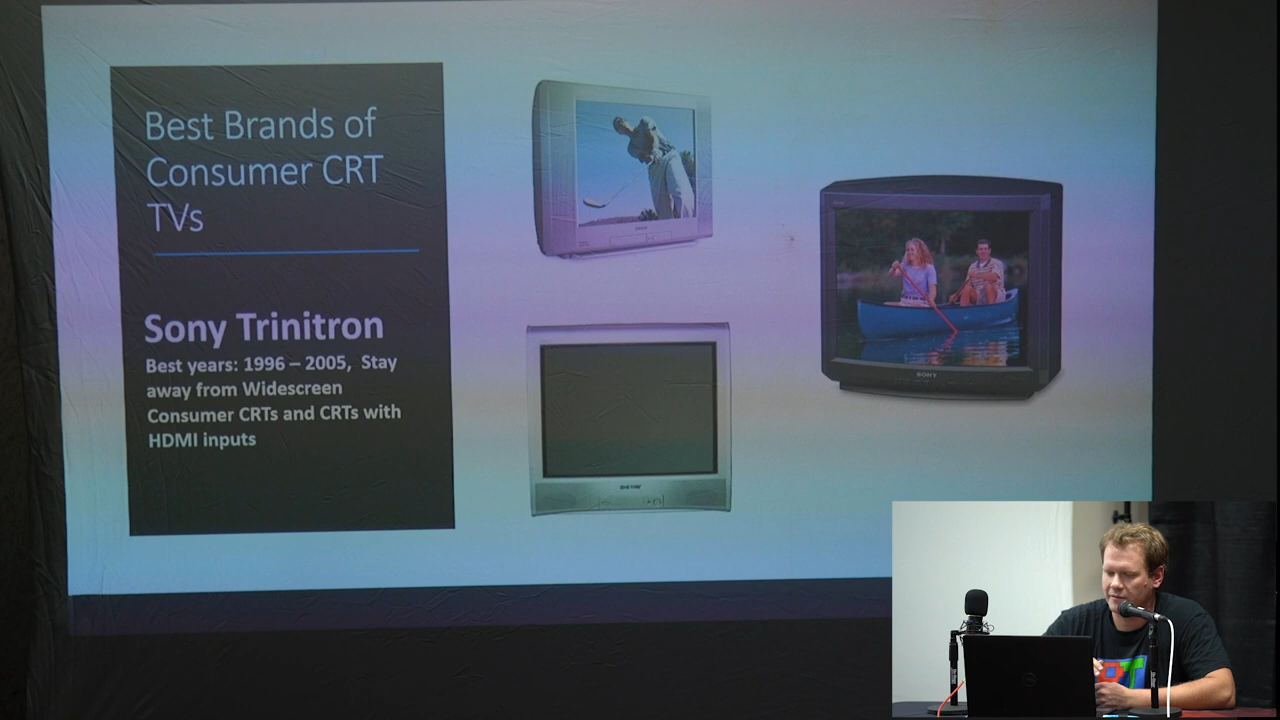 Best Brands of
Consumer CRT
TVs
Sony Trinitron
Best years: 1996 – 2005, Stay
away from Widescreen
Consumer CRTs and CRTs with
HDMI inputs
SONY